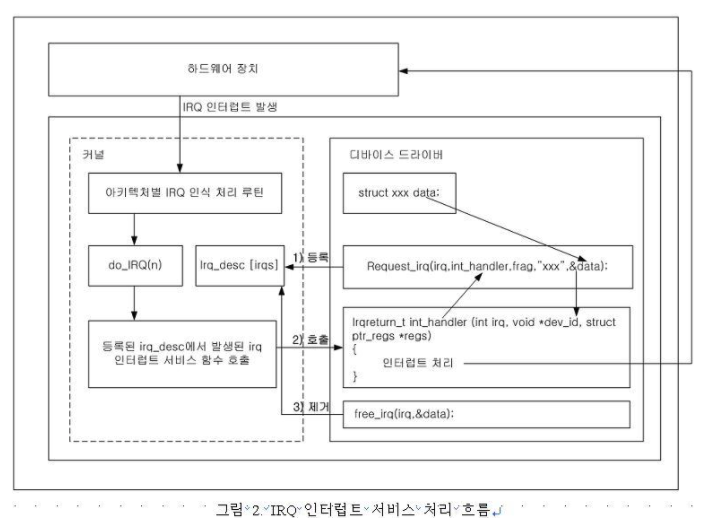 하드웨어 장치
IRQ 인터럽트 발생
커널
디바이스 드라이버
아키텍처별 IRQ 인식 처리 루틴
struct xxx data;
do_IRQ(n)
Irq_desc [irqs]
1) 등록
Request_irq(irq,int_handler,frag,"xxx",&data);
등록된 irq_desc에서 발생된 irq
인터럽트 서비스 함수 호출
2) 호출
Irqreturn_t int_handler (int irq, void *dev_id, struct
ptr_regs *regs)
{
인터럽트 처리
}
3) 제거
free_irq(irq,&data);
그림 2. IRQ 인터럽트 서비스 처리 흐름